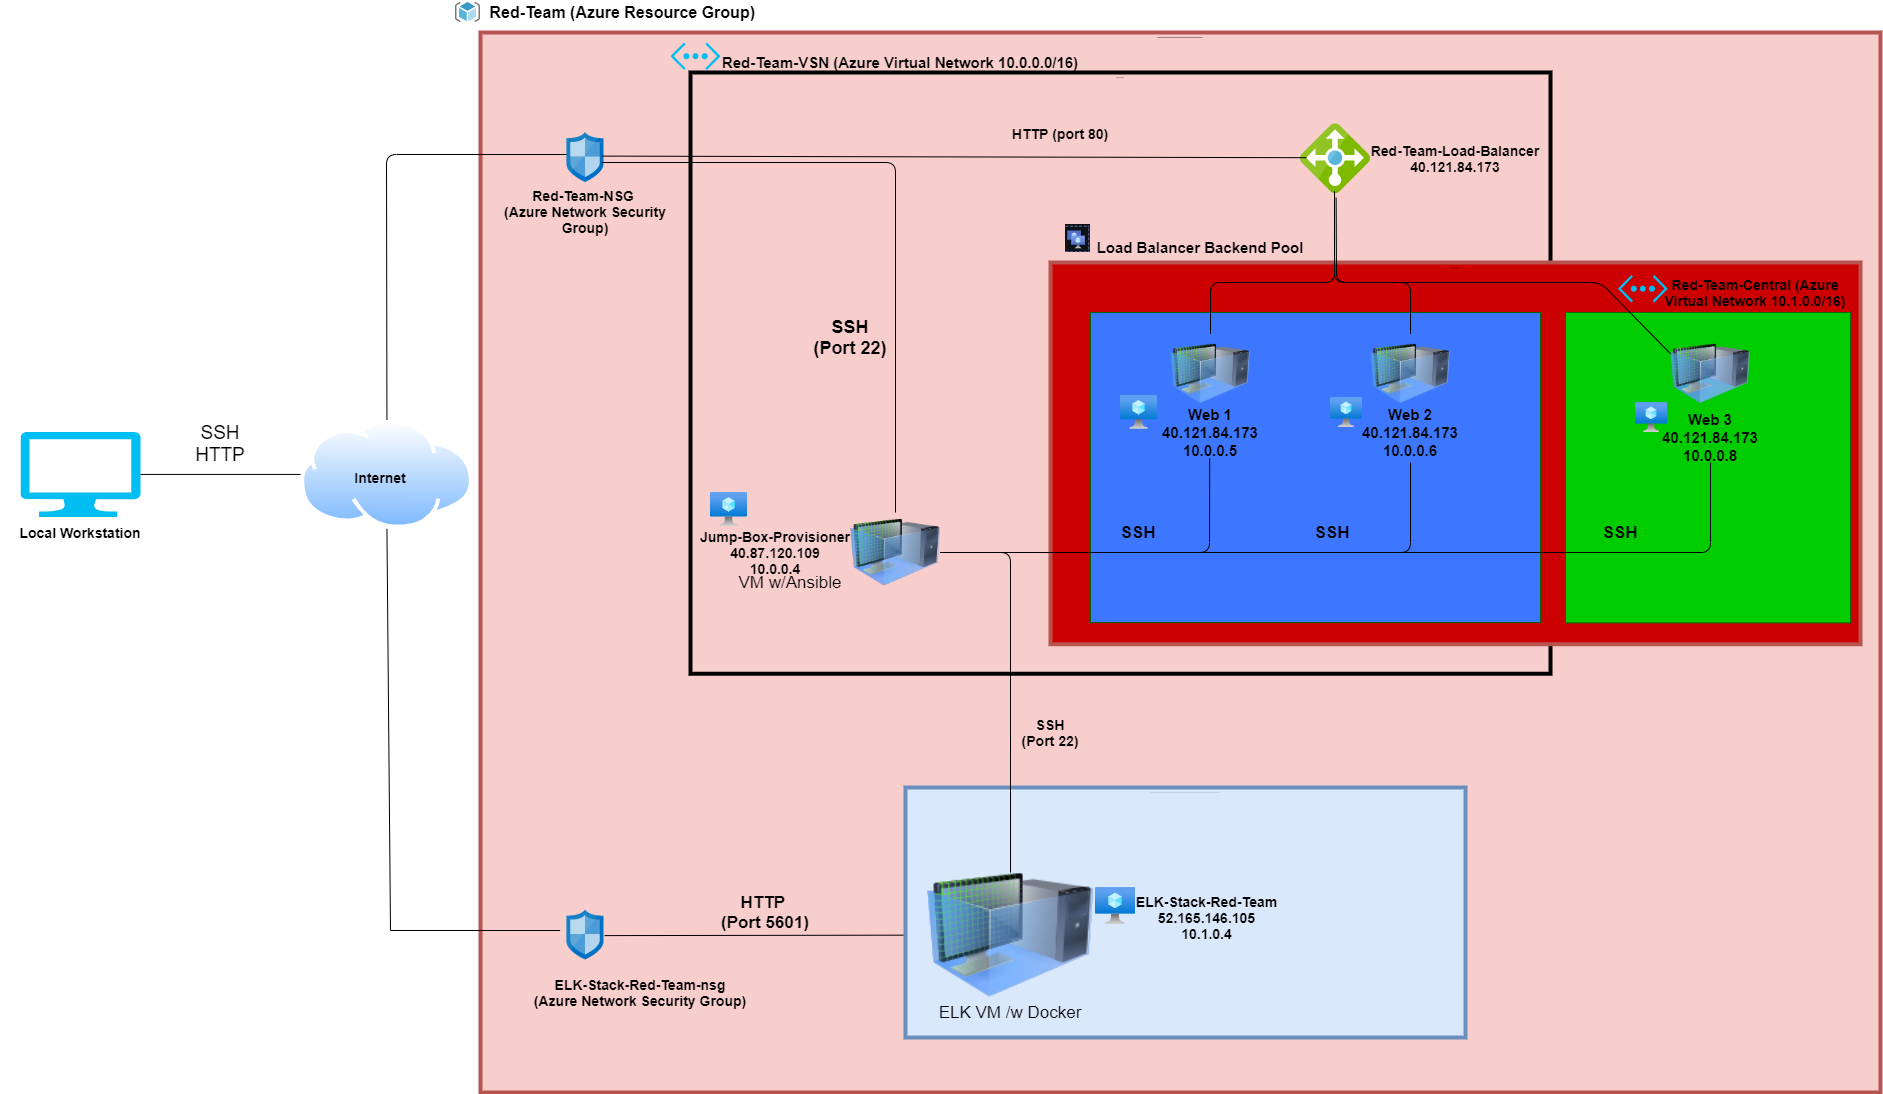 Red-Team (Azure Resource Group)
Red-Team-VSN (Azure Virtual Network 10.0.0.0/16)
HTTP (port 80)
Red-Team-Load-Balancer
40.121.84.173
Red-Team-NSG
(Azure Network Security
Group)
Load Balancer Backend Pool
Red-Team-Central (Azure
Virtual Network 10.1.0.0/16)
SSH
(Port 22)
Web 1
40.121.84.173
10.0.0.5
Web 2
40.121.84.173
10.0.0.6
Web 3
40.121.84.173
10.0.0.8
SSH
HTTP
Internet
Local Workstation
Jump-Box-Provisioner
40.87.120.109
10.0.0.4
VM w/Ansible
SSH
SSH
SSH
SSH
(Port 22)
HTTP
(Port 5601)
ELK-Stack-Red-Team
52.165.146.105
10.1.0.4
ELK-Stack-Red-Team-nsg
(Azure Network Security Group)
ELK VM /w Docker